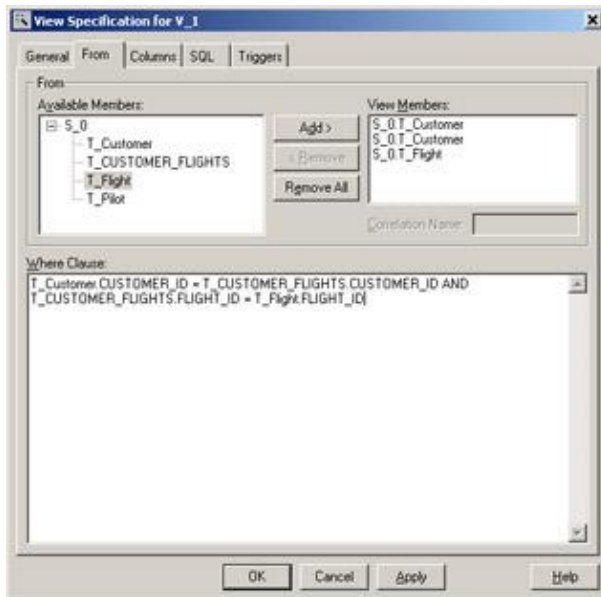 View Specification for V_1
General From Columns SQL Triggers
From
Available Members:
S_0
T_Customer
T_CUSTOMER_FLIGHTS
T_Flight
T_Pilot
Add >
< Remove
Remove All
View Members:
S_0.T_Customer
S_0.T_Customer
S_0.T_Flight
Correlation Name:
Where Clause:
T_Customer.CUSTOMER_ID = T_CUSTOMER_FLIGHTS.CUSTOMER_ID AND
T_CUSTOMER_FLIGHTS.FLIGHT_ID = T_Flight.FLIGHT_ID
OK Cancel Apply Help